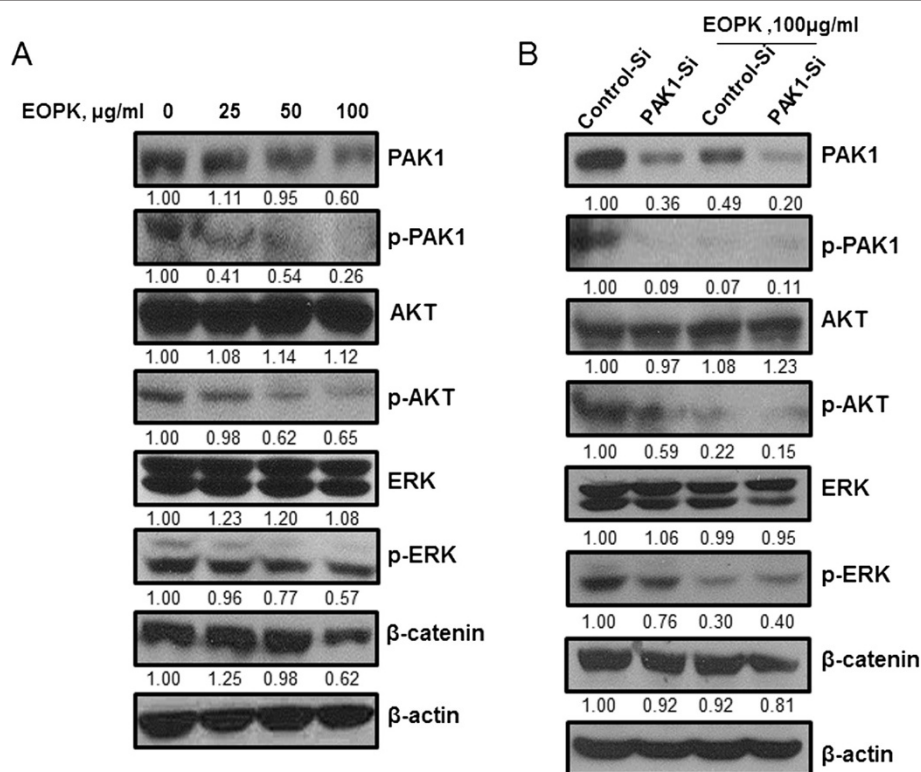 A
EOPK, µg/ml 0 25 50 100
PAK1
1.00 1.11 0.95 0.60
p-PAK1
1.00 0.41 0.54 0.26
AKT
1.00 1.08 1.14 1.12
p-AKT
1.00 0.98 0.62 0.65
ERK
1.00 1.23 1.20 1.08
p-ERK
1.00 0.96 0.77 0.57
β-catenin
1.00 1.25 0.98 0.62
β-actin
B
EOPK ,100µg/ml
Control-Si PAK1-Si Control-Si PAK1-Si
PAK1
1.00 0.36 0.49 0.20
p-PAK1
1.00 0.09 0.07 0.11
AKT
1.00 0.97 1.08 1.23
p-AKT
1.00 0.59 0.22 0.15
ERK
1.00 1.06 0.99 0.95
p-ERK
1.00 0.76 0.30 0.40
β-catenin
1.00 0.92 0.92 0.81
β-actin